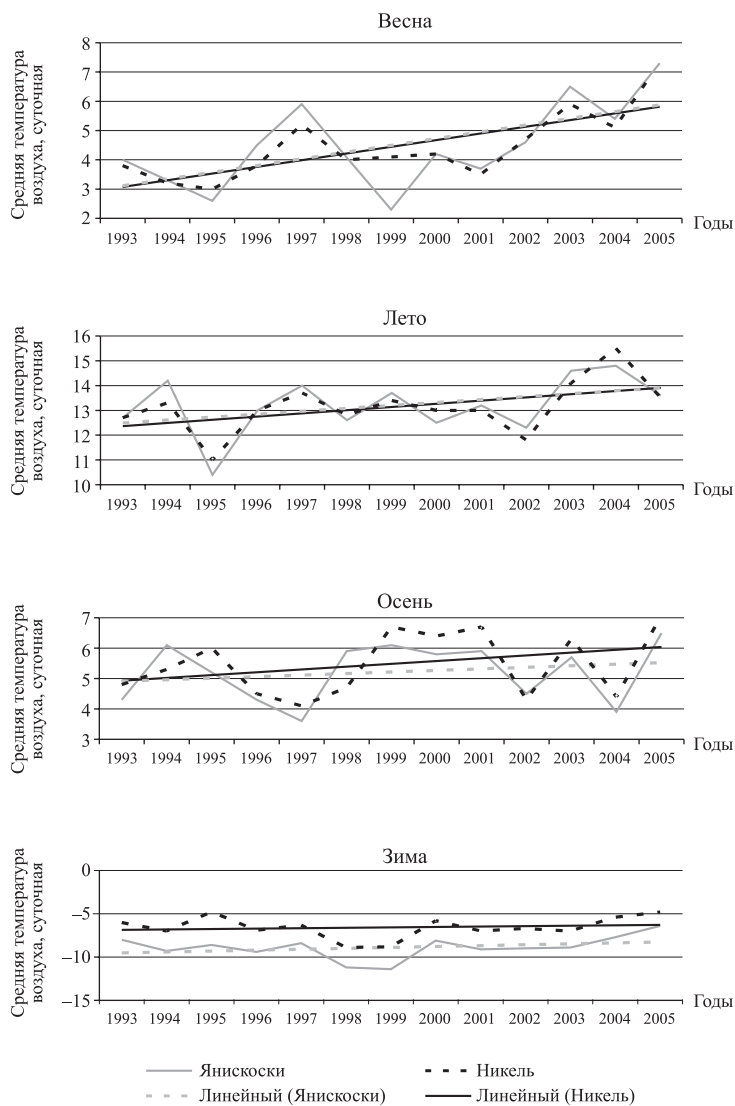 Весна
Средняя температура
воздуха, суточная
8
7
6
5
4
3
2
1993 1994 1995 1996 1997 1998 1999 2000 2001 2002 2003 2004 2005
Годы
Лето
Средняя температура
воздуха, суточная
16
15
14
13
12
11
10
1993 1994 1995 1996 1997 1998 1999 2000 2001 2002 2003 2004 2005
Годы
Осень
Средняя температура
воздуха, суточная
7
6
5
4
3
1993 1994 1995 1996 1997 1998 1999 2000 2001 2002 2003 2004 2005
Годы
Зима
Средняя температура
воздуха, суточная
0
–5
–10
–15
1993 1994 1995 1996 1997 1998 1999 2000 2001 2002 2003 2004 2005
Годы
Янискоски Никель
Линейный (Янискоски) Линейный (Никель)